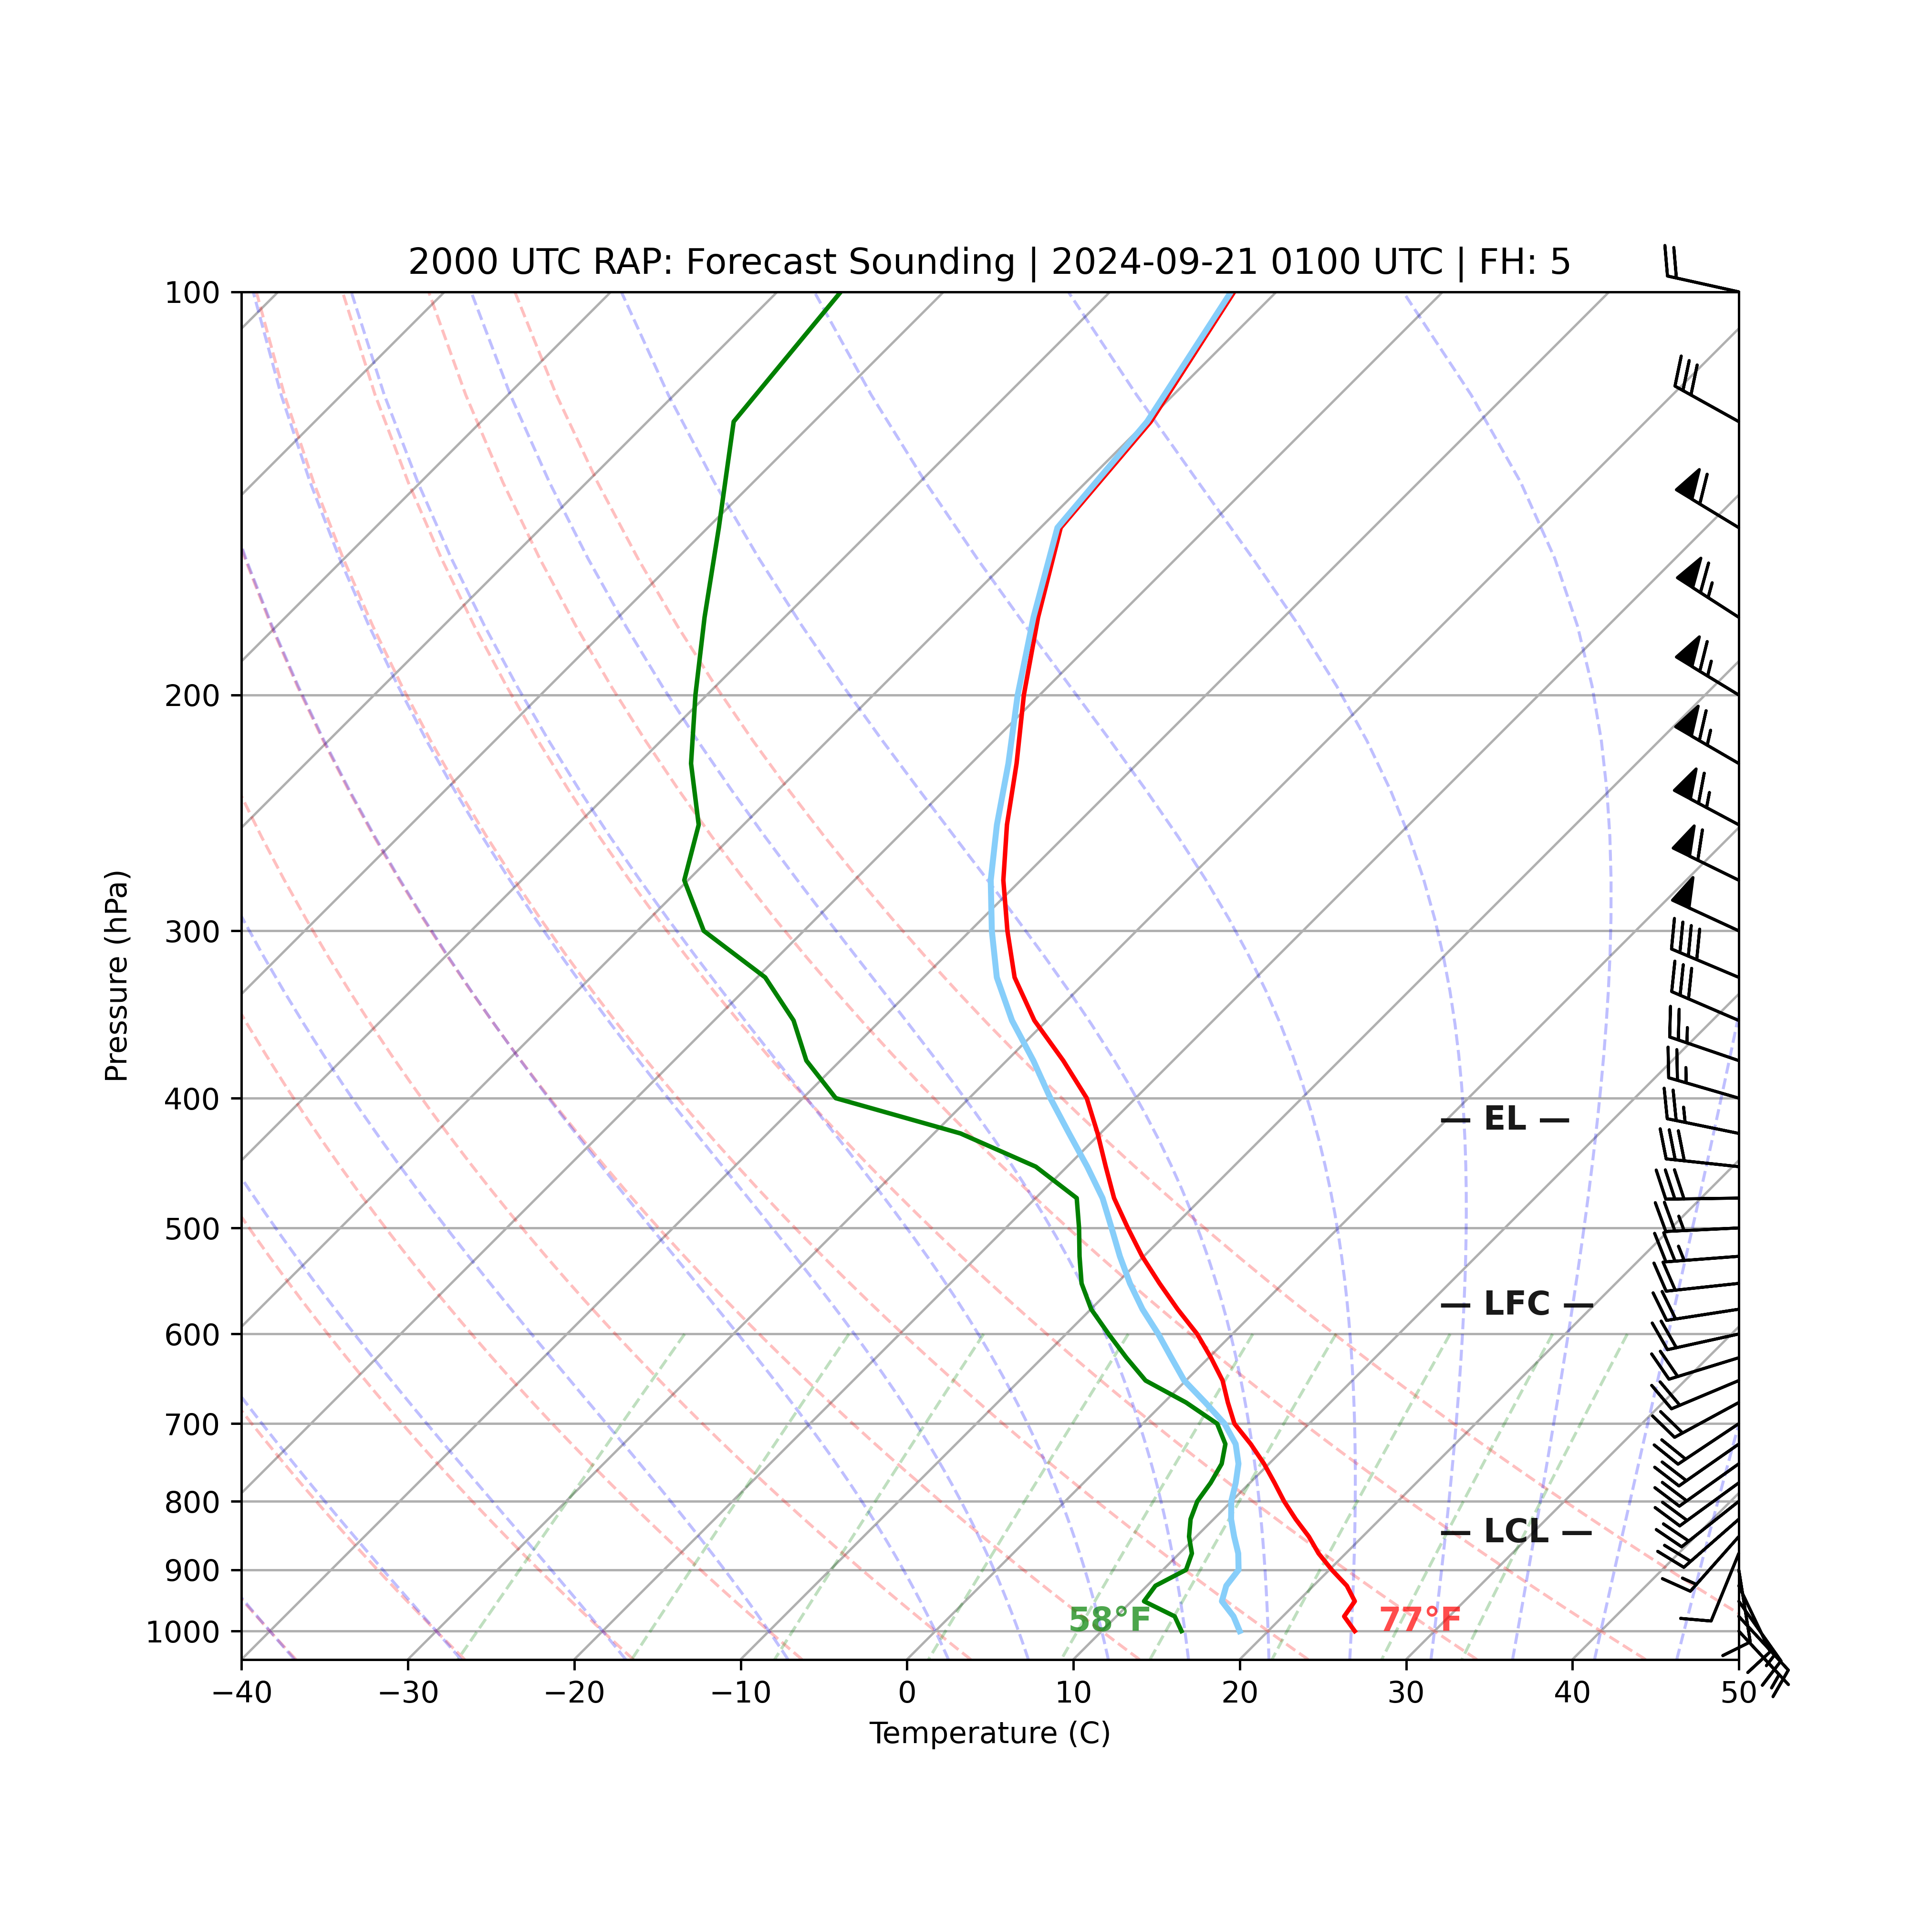 2000 UTC RAP: Forecast Sounding | 2024-09-21 0100 UTC | FH: 5
100
200
300
400
500
600
700
800
900
1000
Pressure (hPa)
— EL —
— LFC —
— LCL —
58°F
77°F
−40 −30 −20 −10 0 10 20 30 40 50
Temperature (C)